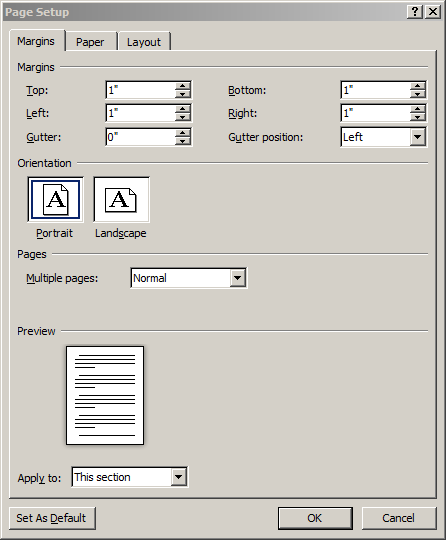 Page Setup
Margins Paper Layout
Margins
Top: 1" Bottom: 1"
Left: 1" Right: 1"
Gutter: 0" Gutter position: Left
Orientation
A A
Portrait Landscape
Pages
Multiple pages: Normal
Preview
Apply to: This section
Set As Default OK Cancel